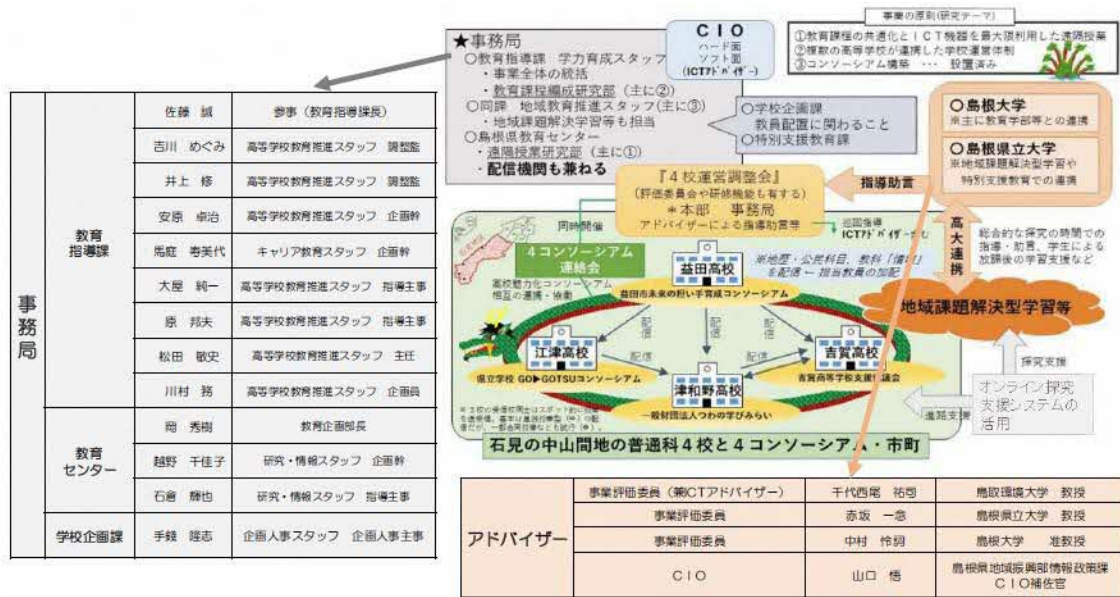 事務局
教育指導課
佐藤 誠 参事（教育指導課長）
吉川 めぐみ 高等学校教育推進スタッフ 調整監
井上 修 高等学校教育推進スタッフ 調整監
安原 卓治 高等学校教育推進スタッフ 企画幹
馬庭 寿美代 キャリア教育スタッフ 企画幹
大屋 純一 高等学校教育推進スタッフ 指導主事
原 邦夫 高等学校教育推進スタッフ 指導主事
松田 敏史 高等学校教育推進スタッフ 主任
川村 務 高等学校教育推進スタッフ 企画員
教育センター
岡 秀樹 教育企画部長
越野 千佳子 研究・情報スタッフ 企画幹
石倉 輝也 研究・情報スタッフ 指導主事
学校企画課
手錢 隆志 企画人事スタッフ 企画人事主事
★事務局
○教育指導課 学力育成スタッフ
・事業全体の統括
・教育課程編成研究部（主に②）
○同課 地域教育推進スタッフ(主に③)
・地域課題解決学習等も担当
○島根県教育センター
・遠隔授業研究部（主に①）
・配信機関も兼ねる
CIO
ハード面
ソフト面
(ICTｱﾄﾞﾊﾞｲｻﾞｰ)
事業の原則(研究テーマ)
①教育課程の共通化とＩＣＴ機器を最大限利用した遠隔授業
②複数の高等学校が連携した学校運営体制
③コンソーシアム構築 … 設置済み
○学校企画課
教員配置に関わること
○特別支援教育課
○島根大学
※主に教育学部等との連携
○島根県立大学
※地域課題解決型学習や
特別支援教育での連携
『４校運営調整会』
(評価委員会や研修機能も有する)
＊本部 事務局
アドバイザーによる指導助言等
指導助言
同時開催
巡回指導
ICTｱﾄﾞﾊﾞｲｻﾞｰ
４コンソーシアム
連絡会
高校魅力化コンソーシアム
相互の連携・協働
※地歴・公民科目、教科「情報」
を配信 ← 担当教員の加配
高大連携
総合的な探究の時間での
指導・助言、学生による
放課後の学習支援など
益田高校
益田市未来の担い手育成コンソーシアム
地域課題解決型学習等
配信
配信
配信
江津高校
県立学校 GO▶GOTSUコンソーシアム
配信
配信
吉賀高校
吉賀高等学校支援協議会
津和野高校
一般財団法人つわの学びみらい
探究支援
オンライン探究
支援システムの
活用
進路支援
石見の中山間地の普通科４校と４コンソーシアム・市町
アドバイザー
事業評価委員（兼ICTアドバイザー） 千代西尾 祐司 鳥取環境大学 教授
事業評価委員 赤坂 一念 島根県立大学 教授
事業評価委員 中村 怜詞 島根大学 准教授
ＣＩＯ 山口 悟 島根県地域振興部情報政策課
ＣＩＯ補佐官